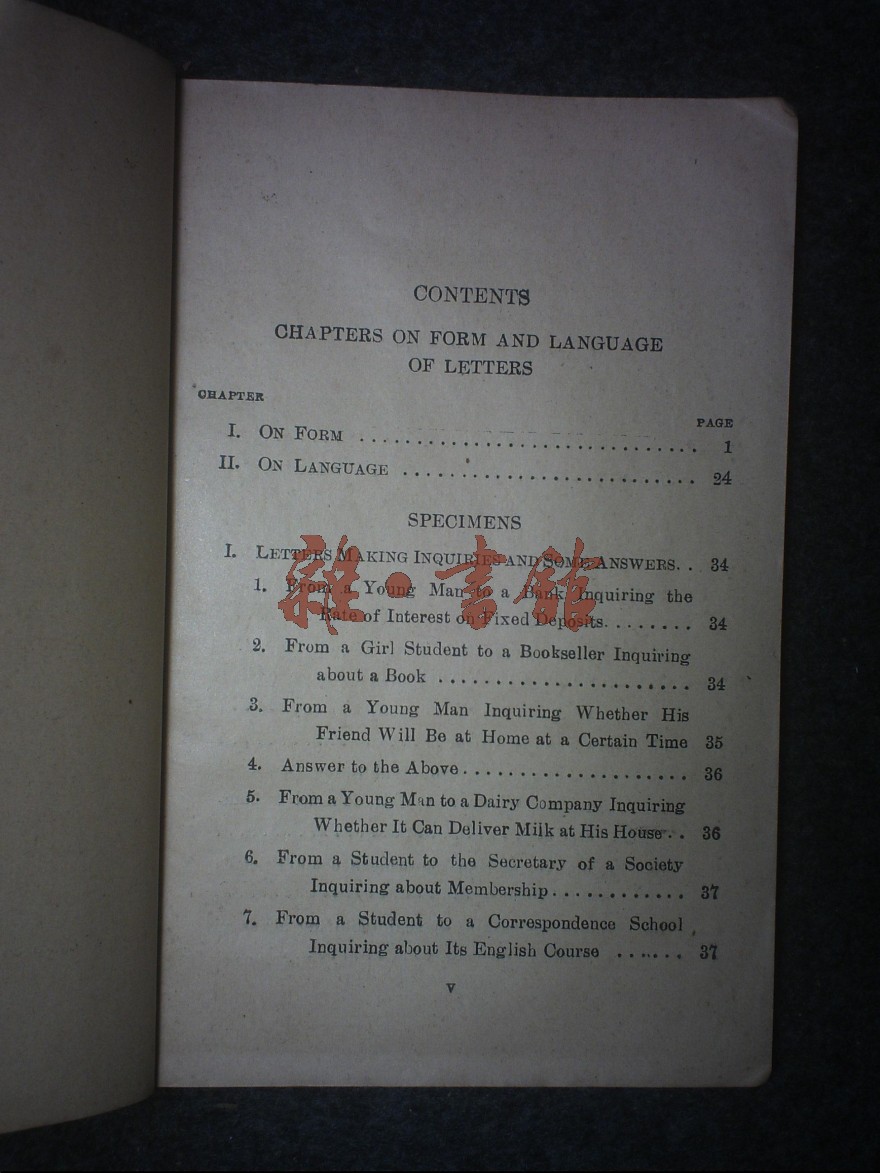 CONTENTS
CHAPTERS ON FORM AND LANGUAGE
OF LETTERS
CHAPTER
PAGE
I. ON FORM .............................. 1
II. ON LANGUAGE .......................... 24
SPECIMENS
I. LETTERS MAKING INQUIRIES AND SOME ANSWERS. . 34
1. From a Young Man to a Bank Inquiring the
Rate of Interest on Fixed Deposits........ 34
2. From a Girl Student to a Bookseller Inquiring
about a Book ...................... 34
3. From a Young Man Inquiring Whether His
Friend Will Be at Home at a Certain Time 35
4. Answer to the Above.................... 36
5. From a Young Man to a Dairy Company Inquiring
Whether It Can Deliver Milk at His House... 36
6. From a Student to the Secretary of a Society
Inquiring about Membership............ 37
7. From a Student to a Correspondence School
Inquiring about Its English Course ....... 37
v
雜·書館